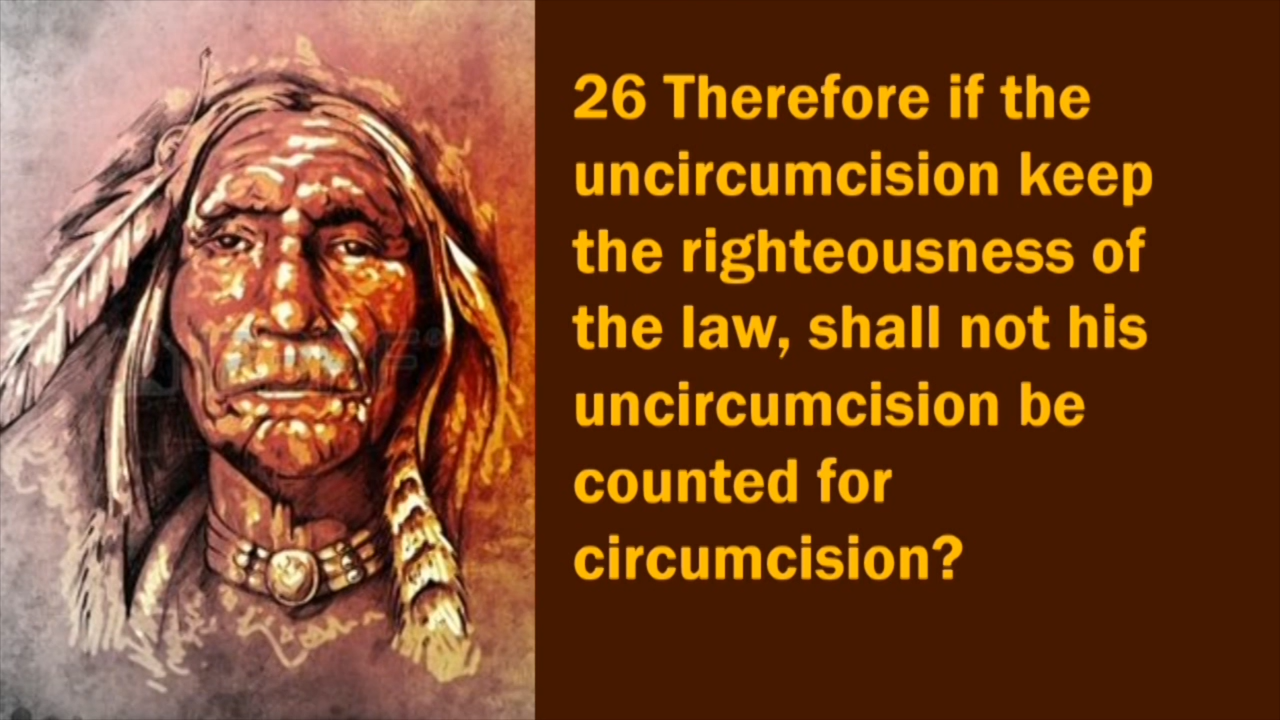 26 Therefore if the
uncircumcision keep
the righteousness of
the law, shall not his
uncircumcision be
counted for
circumcision?